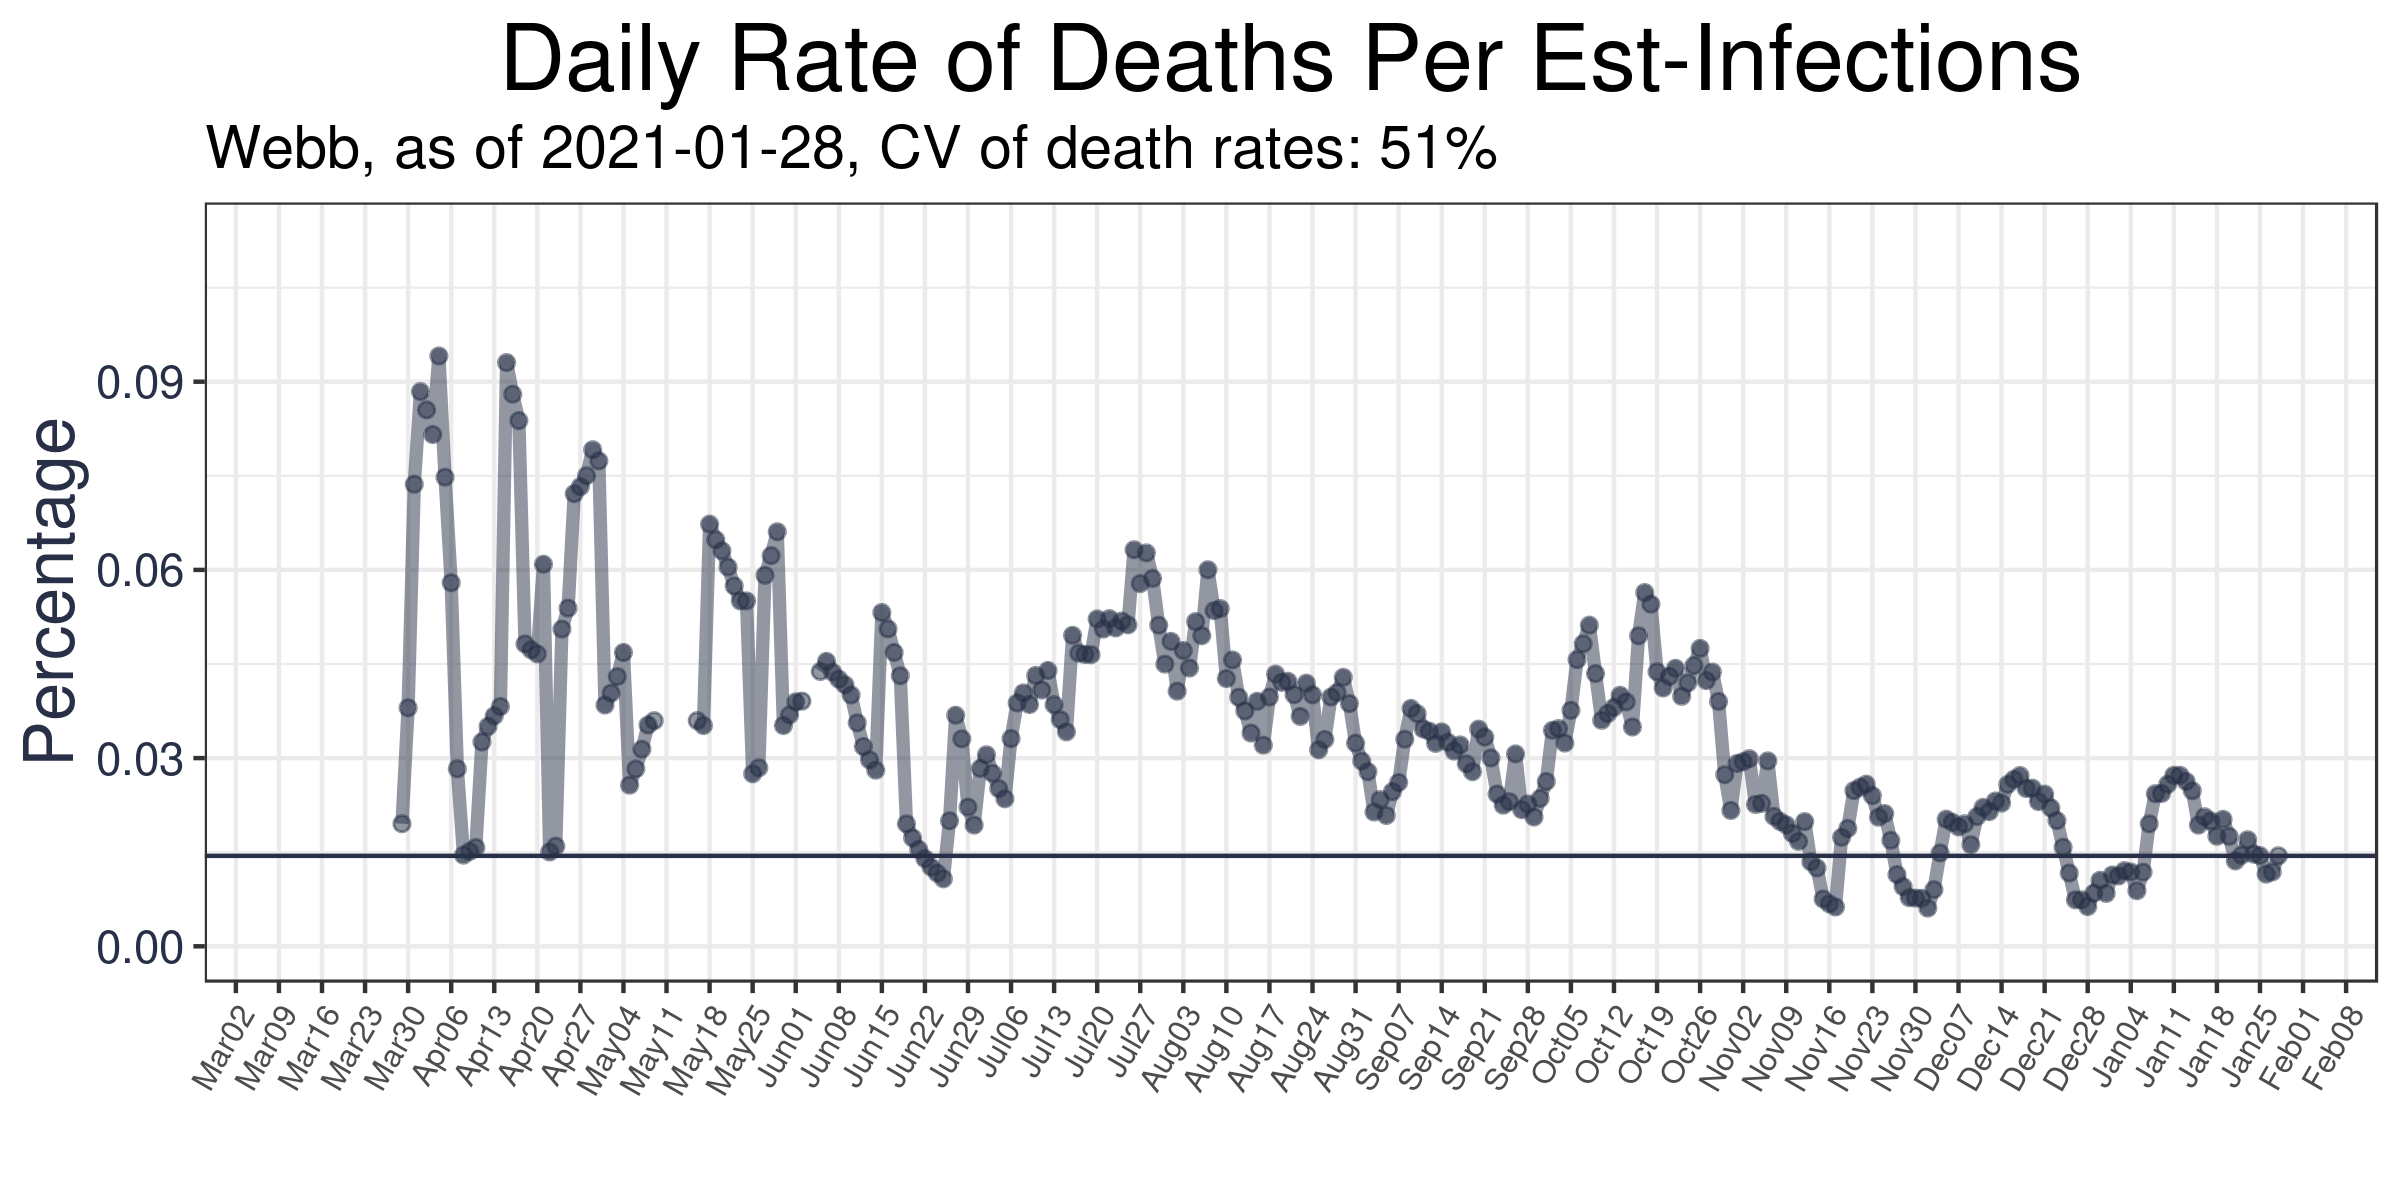 Daily Rate of Deaths Per Est-Infections
Webb, as of 2021-01-28, CV of death rates: 51%
Percentage
0.09
0.06
0.03
0.00
Mar02
Mar09
Mar16
Mar23
Mar30
Apr06
Apr13
Apr20
Apr27
May04
May11
May18
May25
Jun01
Jun08
Jun15
Jun22
Jun29
Jul06
Jul13
Jul20
Jul27
Aug03
Aug10
Aug17
Aug24
Aug31
Sep07
Sep14
Sep21
Sep28
Oct05
Oct12
Oct19
Oct26
Nov02
Nov09
Nov16
Nov23
Nov30
Dec07
Dec14
Dec21
Dec28
Jan04
Jan11
Jan18
Jan25
Feb01
Feb08